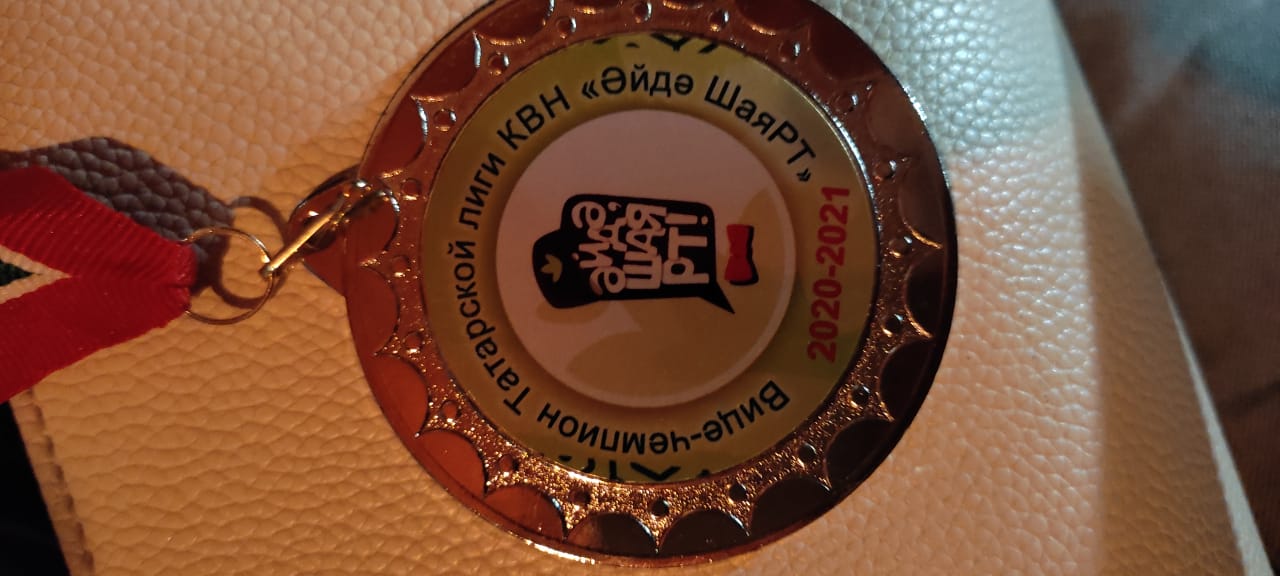 Вице-чемпион Татарской лиги КВН «Әйдә ШаяРТ»
әйдә,
шая
рт!
2020-2021